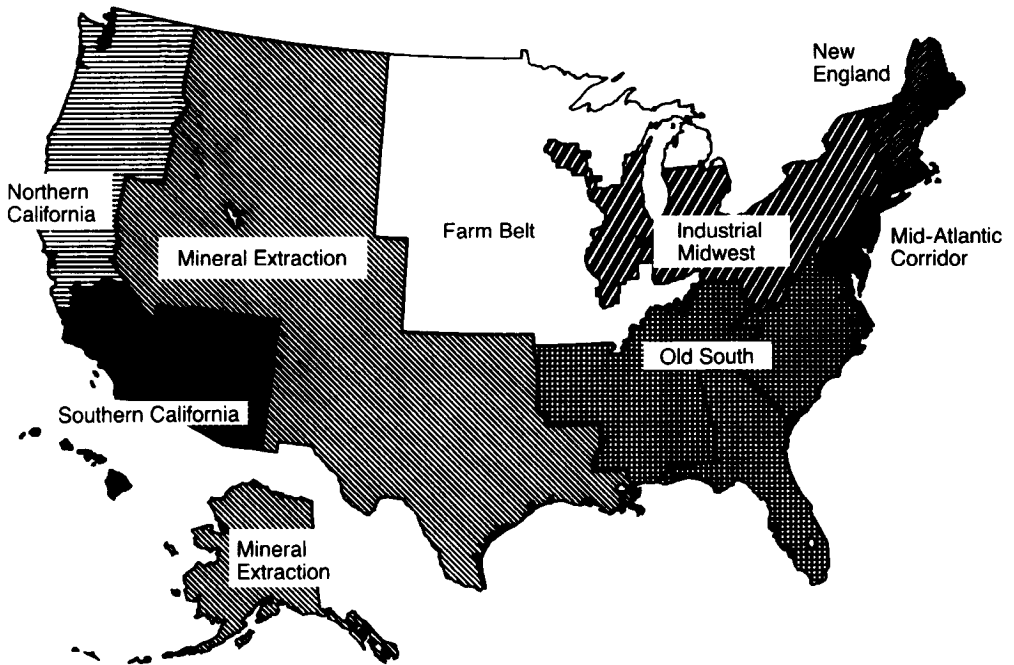 New
England
Northern
California
Mineral Extraction
Farm Belt
Industrial
Midwest
Mid-Atlantic
Corridor
Old South
Southern California
Mineral
Extraction